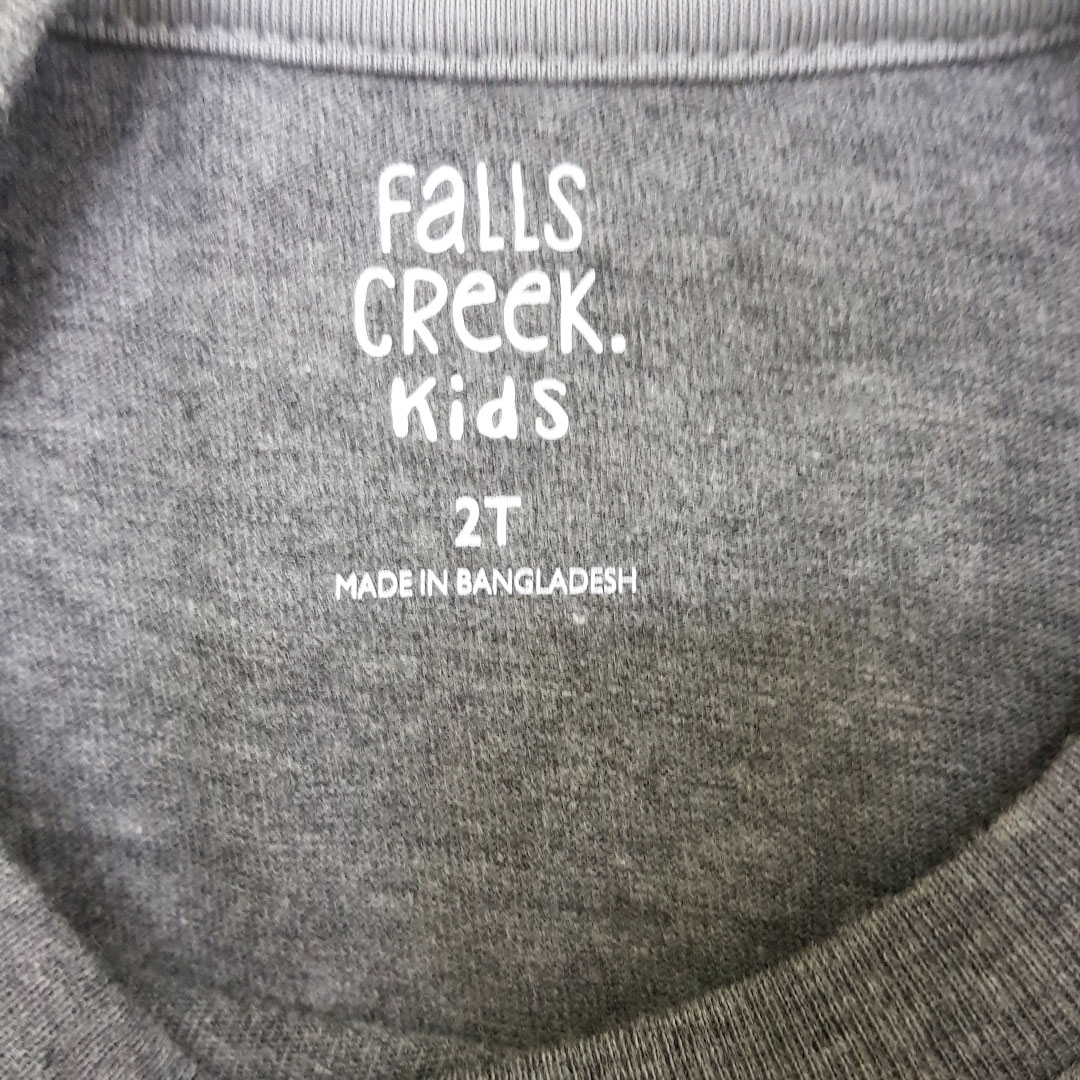 Falls
Creek.
Kids
2T
MADE IN BANGLADESH